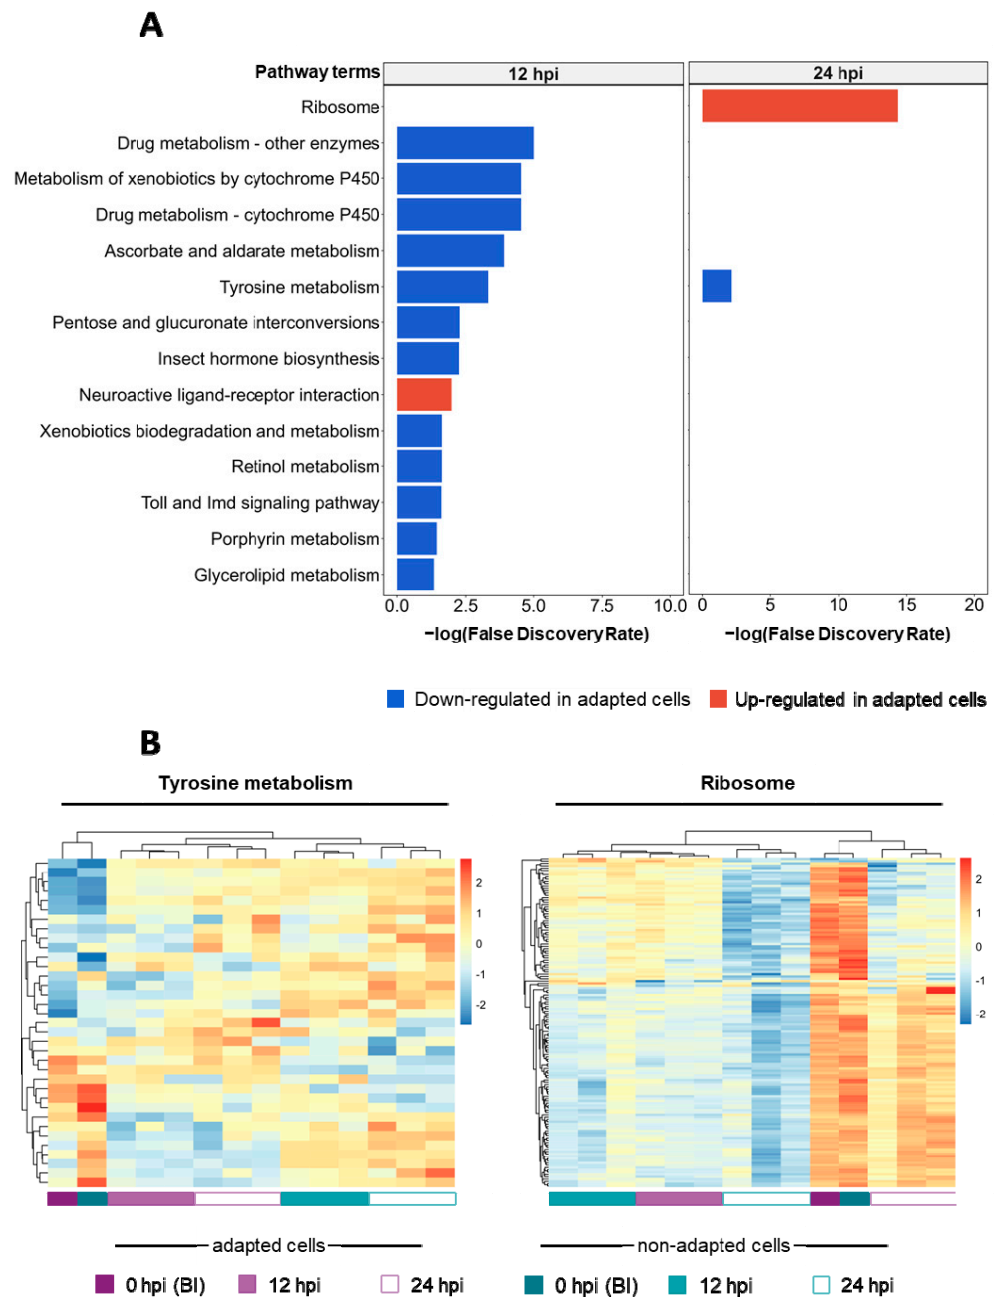 A
Pathway terms 12 hpi 24 hpi
Ribosome
Drug metabolism - other enzymes
Metabolism of xenobiotics by cytochrome P450
Drug metabolism - cytochrome P450
Ascorbate and aldarate metabolism
Tyrosine metabolism
Pentose and glucuronate interconversions
Insect hormone biosynthesis
Neuroactive ligand-receptor interaction
Xenobiotics biodegradation and metabolism
Retinol metabolism
Toll and Imd signaling pathway
Porphyrin metabolism
Glycerolipid metabolism
0.0 2.5 5.0 7.5 10.0 0 5 10 15 20
−log(False Discovery Rate) −log(False Discovery Rate)
Down-regulated in adapted cells Up-regulated in adapted cells
B
Tyrosine metabolism Ribosome
2
1
0
-1
-2
2
1
0
-1
-2
adapted cells non-adapted cells
0 hpi (BI) 12 hpi 24 hpi 0 hpi (BI) 12 hpi 24 hpi